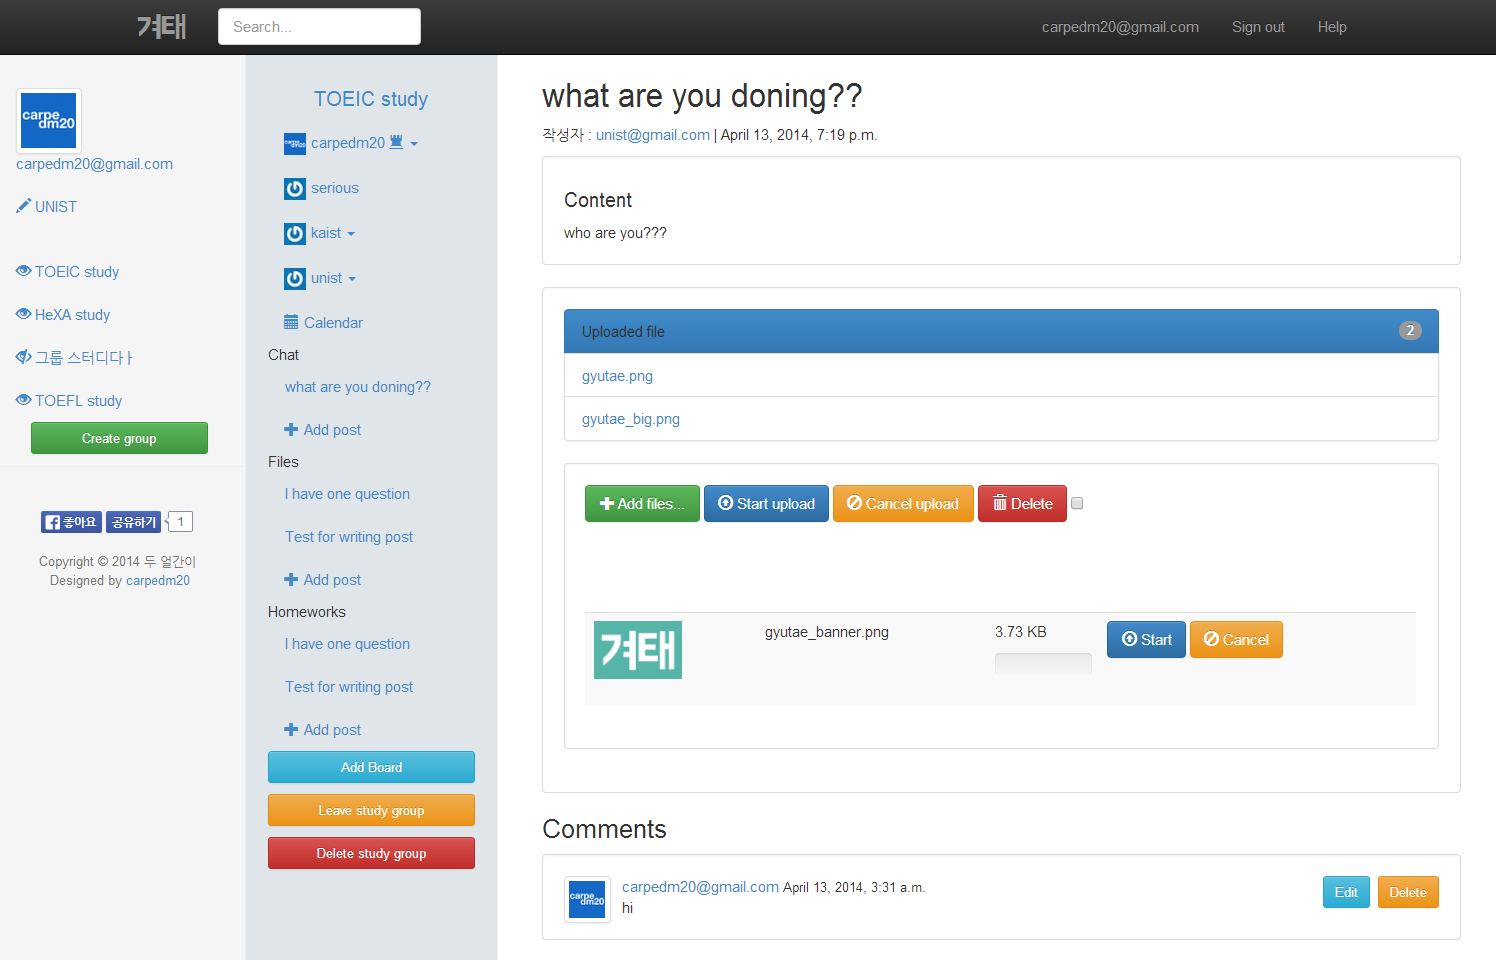 겨태 Search... carpedm20@gmail.com Sign out Help
carpe dm20
carpedm20@gmail.com
UNIST
TOEIC study
HeXA study
그룹 스터디다ㅏ
TOEFL study
Create group
좋아요 공유하기 1
Copyright © 2014 두 얼간이
Designed by carpedm20
TOEIC study
carpedm20
serious
kaist
unist
Calendar
Chat
what are you doning??
Add post
Files
I have one question
Test for writing post
Add post
Homeworks
I have one question
Test for writing post
Add post
Add Board
Leave study group
Delete study group
what are you doning??
작성자 : unist@gmail.com | April 13, 2014, 7:19 p.m.
Content
who are you???
Uploaded file 2
gyutae.png
gyutae_big.png
Add files... Start upload Cancel upload Delete
겨태 gyutae_banner.png 3.73 KB Start Cancel
Comments
carpe dm20
carpedm20@gmail.com April 13, 2014, 3:31 a.m. Edit Delete
hi